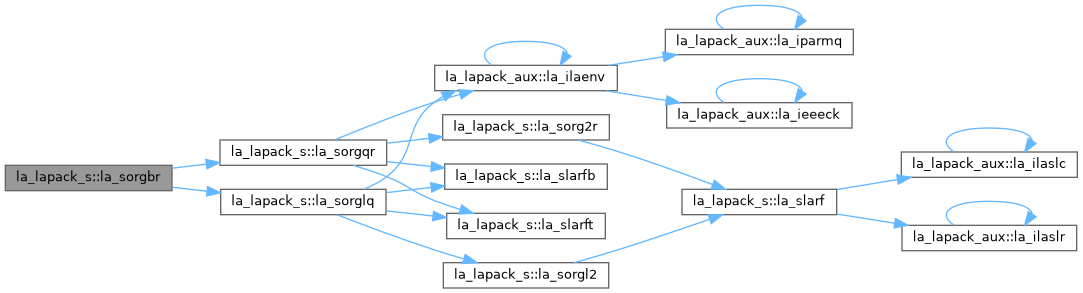 la_lapack_aux::la_iparmq
la_lapack_aux::la_ilaenv
la_lapack_aux::la_ieeeck
la_lapack_s::la_sorg2r
la_lapack_s::la_sorgqr
la_lapack_aux::la_ilaslc
la_lapack_s::la_sorgbr
la_lapack_s::la_slarfb
la_lapack_s::la_sorglq
la_lapack_s::la_slarf
la_lapack_s::la_slarft
la_lapack_aux::la_ilaslr
la_lapack_s::la_sorgl2